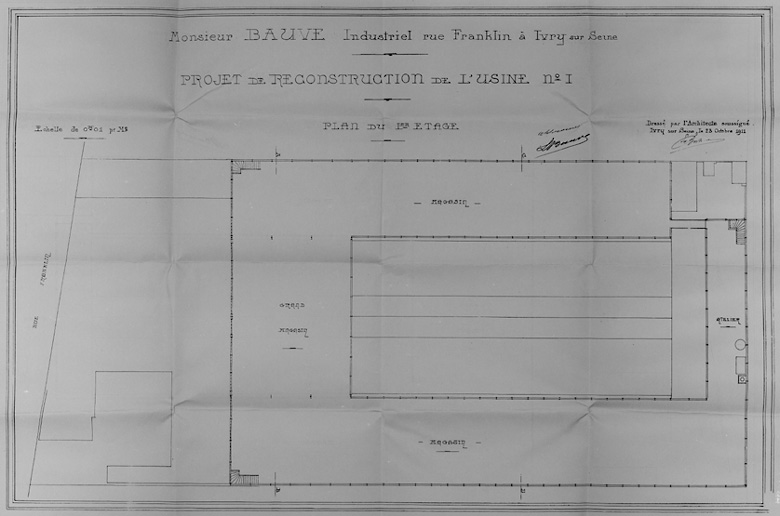 Monsieur BAUVE Industriel rue Franklin à Ivry sur Seine
PROJET DE RECONSTRUCTION DE L'USINE Nº I
Echelle de 0m01 pr M
PLAN DU 1er ETAGE
Dressé par l'Architecte soussigné
Ivry sur Seine, le 23 Octobre 1911
MAGASIN
GRAND
MAGASIN
ATELIER
RUE
MAGASIN